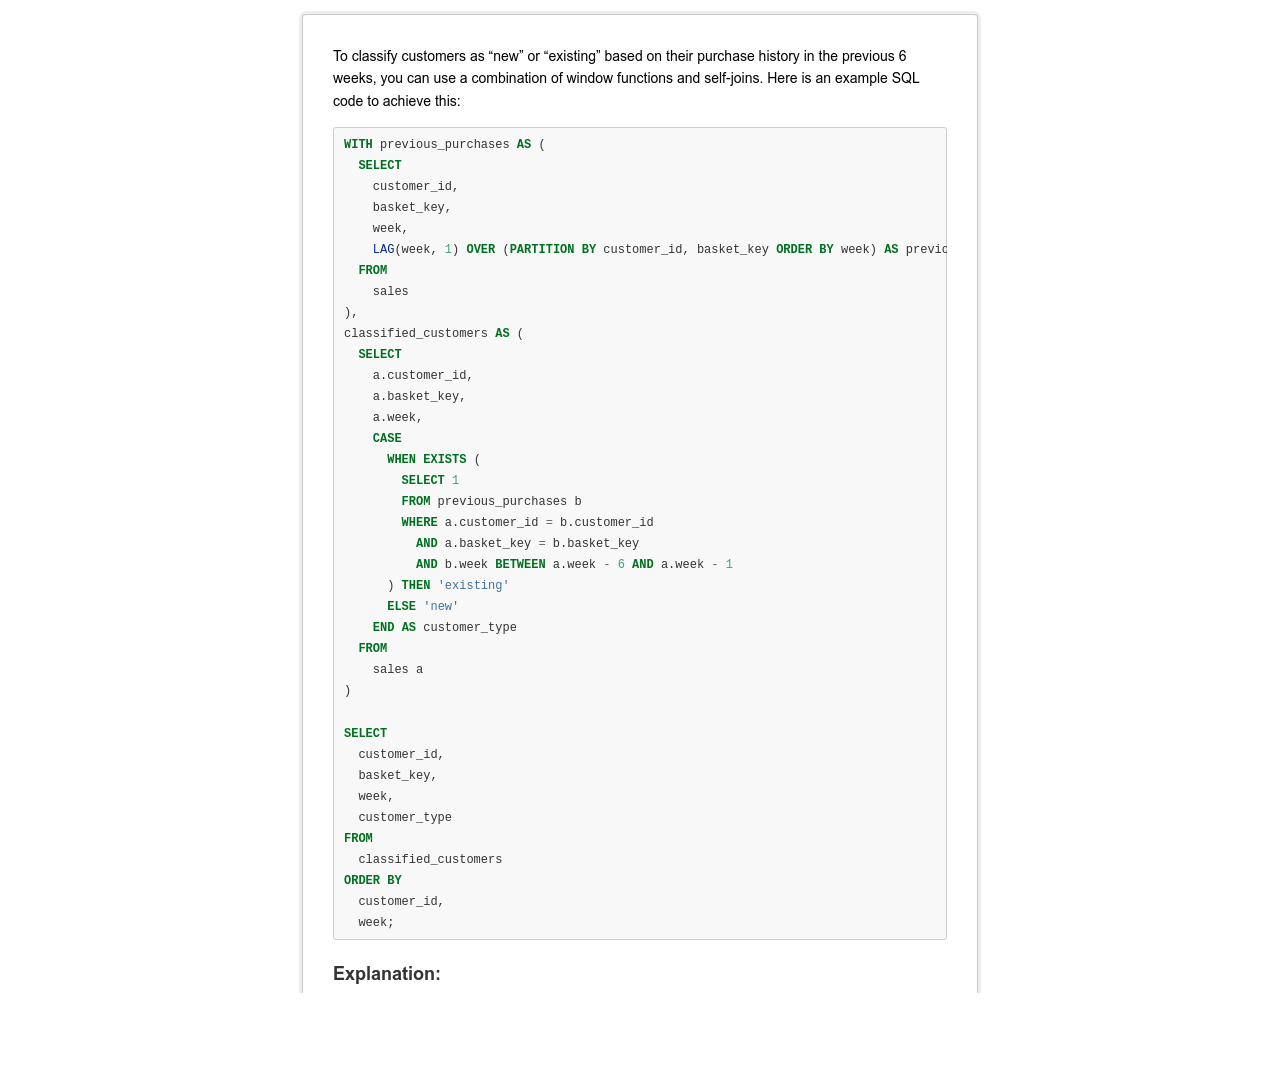 To classify customers as “new” or “existing” based on their purchase history in the previous 6
weeks, you can use a combination of window functions and self-joins. Here is an example SQL
code to achieve this:
WITH previous_purchases AS (
  SELECT
    customer_id,
    basket_key,
    week,
    LAG(week, 1) OVER (PARTITION BY customer_id, basket_key ORDER BY week) AS previo
  FROM
    sales
),
classified_customers AS (
  SELECT
    a.customer_id,
    a.basket_key,
    a.week,
    CASE
      WHEN EXISTS (
        SELECT 1
        FROM previous_purchases b
        WHERE a.customer_id = b.customer_id
          AND a.basket_key = b.basket_key
          AND b.week BETWEEN a.week - 6 AND a.week - 1
      ) THEN 'existing'
      ELSE 'new'
    END AS customer_type
  FROM
    sales a
)

SELECT
  customer_id,
  basket_key,
  week,
  customer_type
FROM
  classified_customers
ORDER BY
  customer_id,
  week;
Explanation: